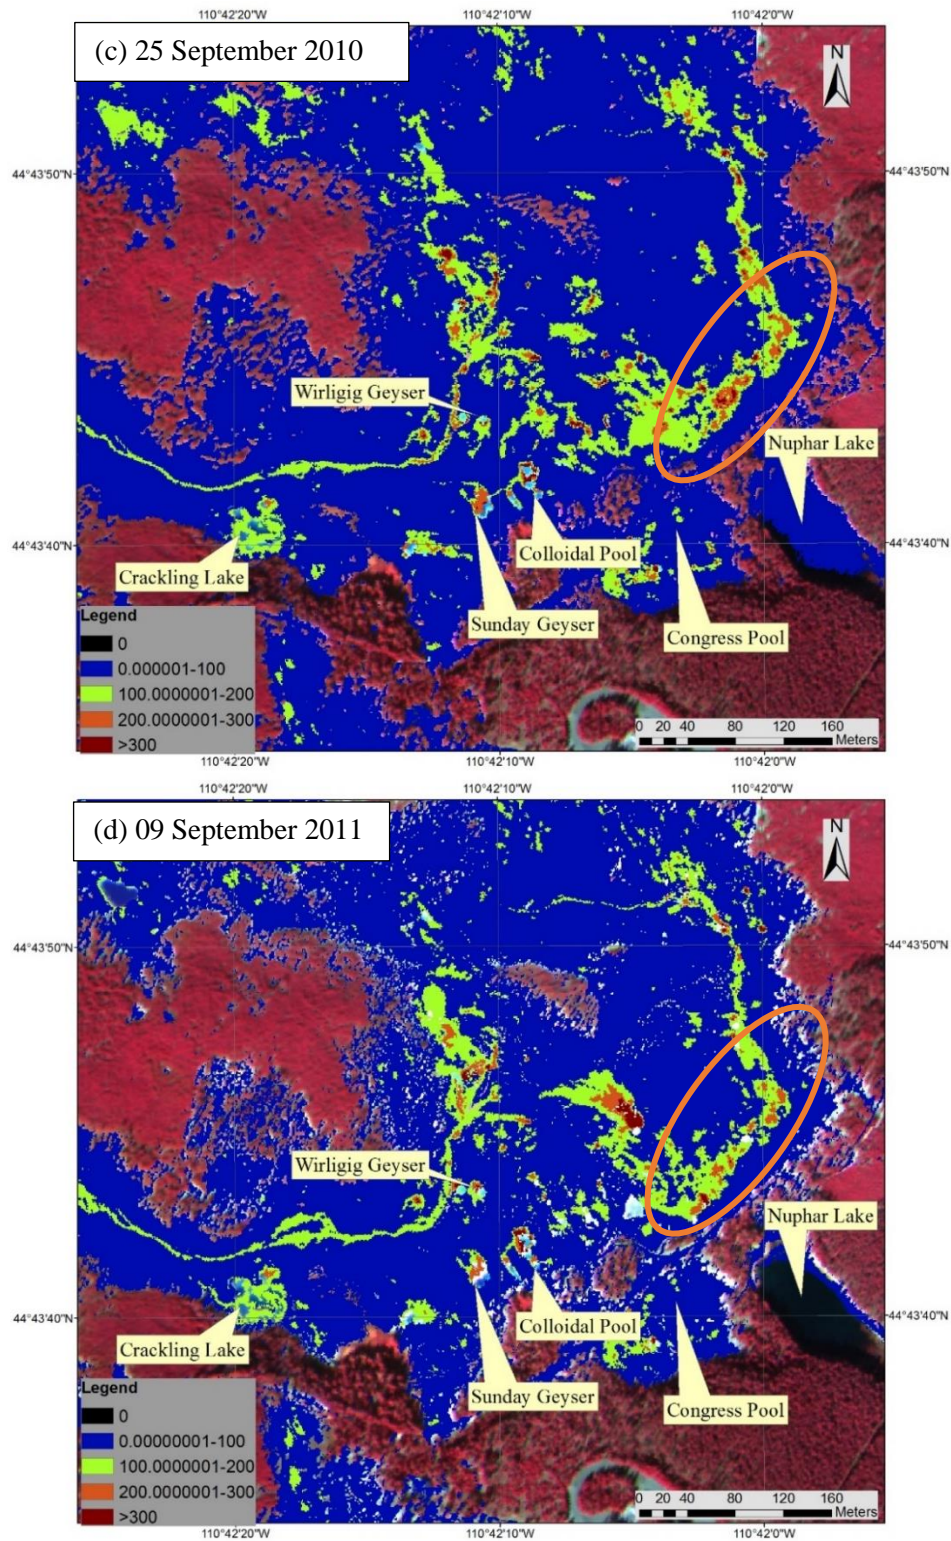 110°42'20"W 110°42'10"W 110°42'0"W
(c) 25 September 2010
N
44°43'50"N 44°43'50"N
Wirligig Geyser
Nuphar Lake
44°43'40"N 44°43'40"N
Colloidal Pool
Crackling Lake
Sunday Geyser
Congress Pool
Legend
0
0.000001-100
100.0000001-200
200.0000001-300
>300
0 20 40 80 120 160
Meters
110°42'20"W 110°42'10"W 110°42'0"W
110°42'20"W 110°42'10"W 110°42'0"W
(d) 09 September 2011
N
44°43'50"N 44°43'50"N
Wirligig Geyser
Nuphar Lake
44°43'40"N 44°43'40"N
Colloidal Pool
Crackling Lake
Sunday Geyser
Congress Pool
Legend
0
0.00000001-100
100.0000001-200
200.0000001-300
>300
0 20 40 80 120 160
Meters
110°42'20"W 110°42'10"W 110°42'0"W